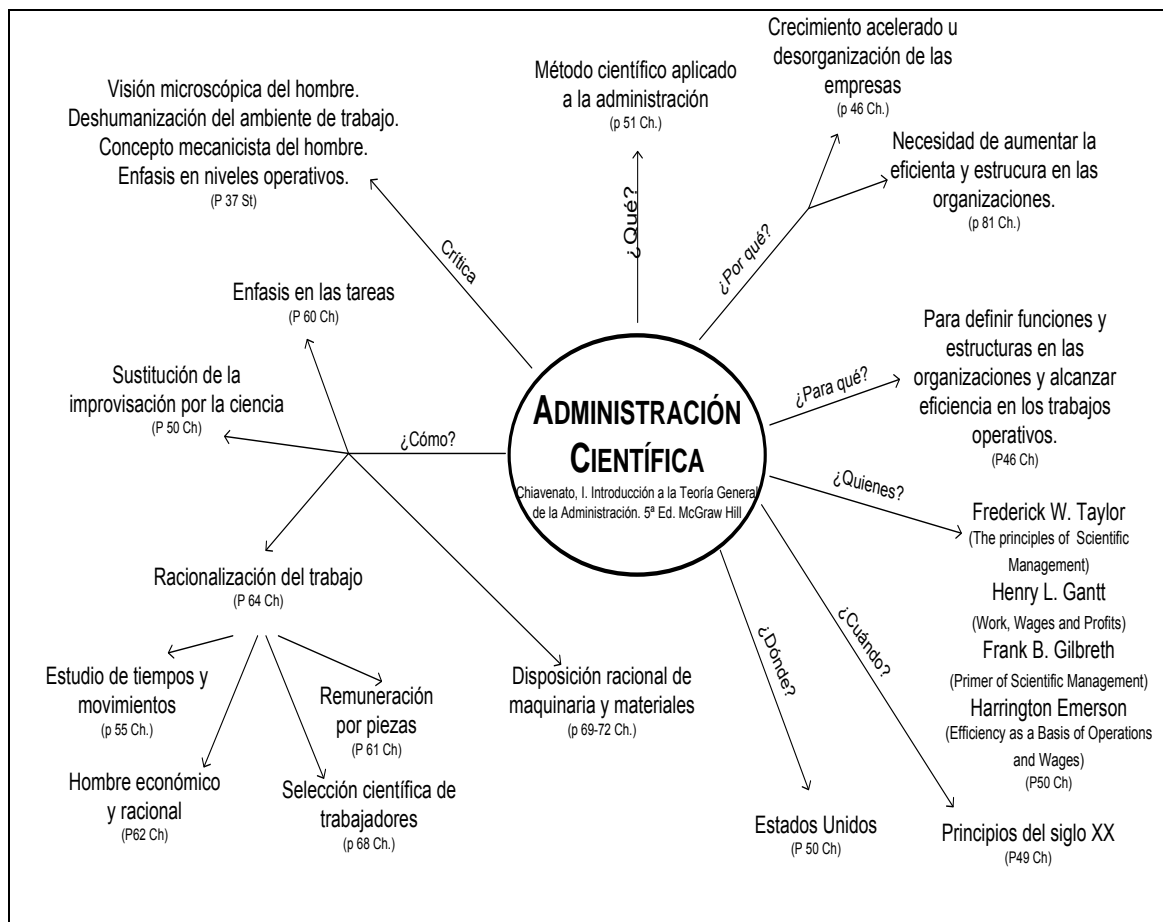 Crecimiento acelerado u
desorganización de las
empresas
(p 46 Ch.)
Método científico aplicado
a la administración
(p 51 Ch.)
Visión microscópica del hombre.
Deshumanización del ambiente de trabajo.
Concepto mecanicista del hombre.
Enfasis en niveles operativos.
(P 37 St)
Necesidad de aumentar la
eficienta y estrucura en las
organizaciones.
(p 81 Ch.)
Crítica
¿Qué?
¿Por qué?
Enfasis en las tareas
(P 60 Ch)
Sustitución de la
improvisación por la ciencia
(P 50 Ch)
¿Cómo?
ADMINISTRACIÓN
CIENTÍFICA
Chiavenato, I. Introducción a la Teoría General
de la Administración. 5ª Ed. McGraw Hill
¿Para qué?
Para definir funciones y
estructuras en las
organizaciones y alcanzar
eficiencia en los trabajos
operativos.
(P46 Ch)
¿Quienes?
Frederick W. Taylor
(The principles of Scientific
Management)
Henry L. Gantt
(Work, Wages and Profits)
Frank B. Gilbreth
(Primer of Scientific Management)
Harrington Emerson
(Efficiency as a Basis of Operations
and Wages)
(P50 Ch)
Racionalización del trabajo
(P 64 Ch)
Estudio de tiempos y
movimientos
(p 55 Ch.)
Remuneración
por piezas
(P 61 Ch)
Disposición racional de
maquinaria y materiales
(p 69-72 Ch.)
Hombre económico
y racional
(P62 Ch)
Selección científica de
trabajadores
(p 68 Ch.)
¿Dónde?
¿Cuándo?
Estados Unidos
(P 50 Ch)
Principios del siglo XX
(P49 Ch)